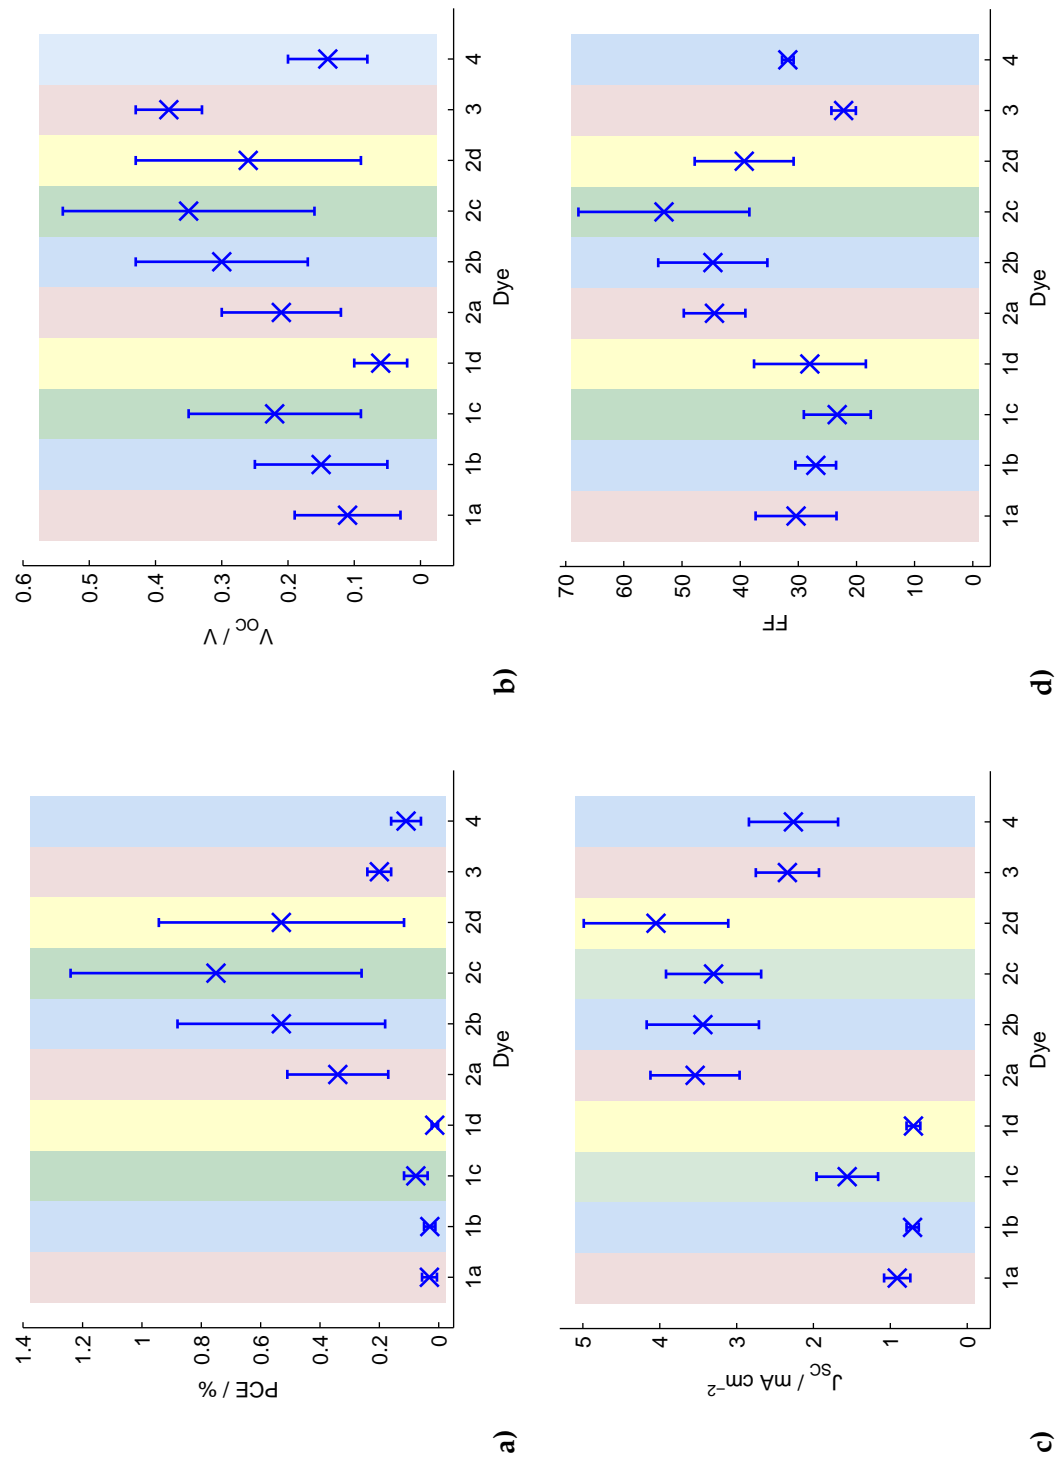 a)
PCE / %
1.4
1.2
1
0.8
0.6
0.4
0.2
0
1a 1b 1c 1d 2a 2b 2c 2d 3 4
Dye
b)
V_OC / V
0.6
0.5
0.4
0.3
0.2
0.1
0
1a 1b 1c 1d 2a 2b 2c 2d 3 4
Dye
c)
J_SC / mA cm⁻²
5
4
3
2
1
0
1a 1b 1c 1d 2a 2b 2c 2d 3 4
Dye
d)
FF
70
60
50
40
30
20
10
0
1a 1b 1c 1d 2a 2b 2c 2d 3 4
Dye